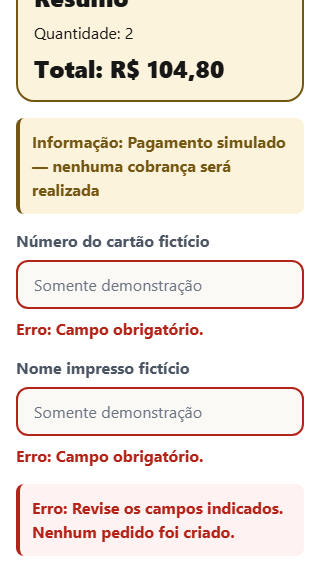 Resumo
Quantidade: 2
Total: R$ 104,80
Informação: Pagamento simulado
— nenhuma cobrança será
realizada
Número do cartão fictício
Somente demonstração
Erro: Campo obrigatório.
Nome impresso fictício
Somente demonstração
Erro: Campo obrigatório.
Erro: Revise os campos indicados.
Nenhum pedido foi criado.